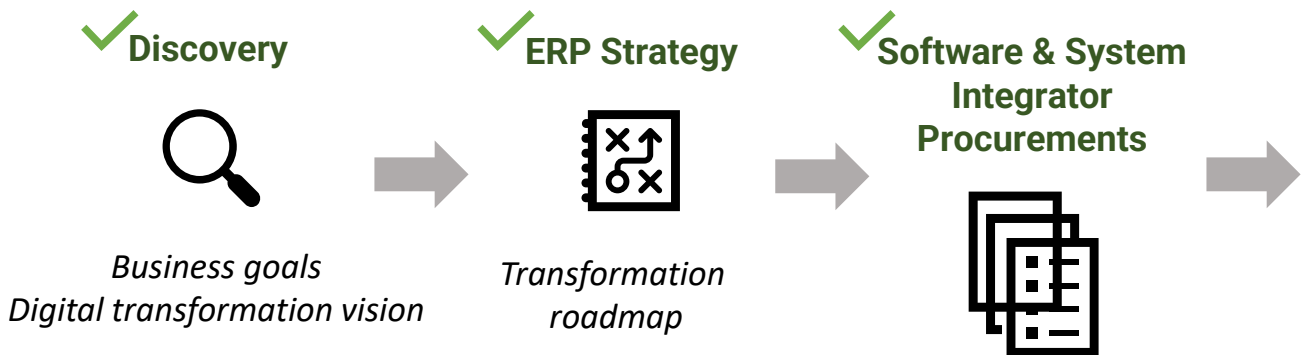 Discovery
Business goals
Digital transformation vision
ERP Strategy
Transformation
roadmap
Software & System
Integrator
Procurements